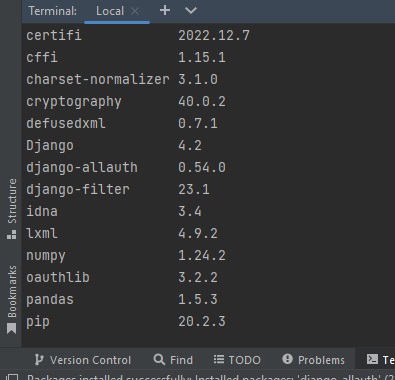 Terminal: Local × +
certifi 2022.12.7
cffi 1.15.1
charset-normalizer 3.1.0
cryptography 40.0.2
defusedxml 0.7.1
Django 4.2
django-allauth 0.54.0
django-filter 23.1
idna 3.4
lxml 4.9.2
numpy 1.24.2
oauthlib 3.2.2
pandas 1.5.3
pip 20.2.3
Structure
Bookmarks
Version Control Find TODO Problems Te
Packages installed successfully: Installed packages: 'django-allauth' (2